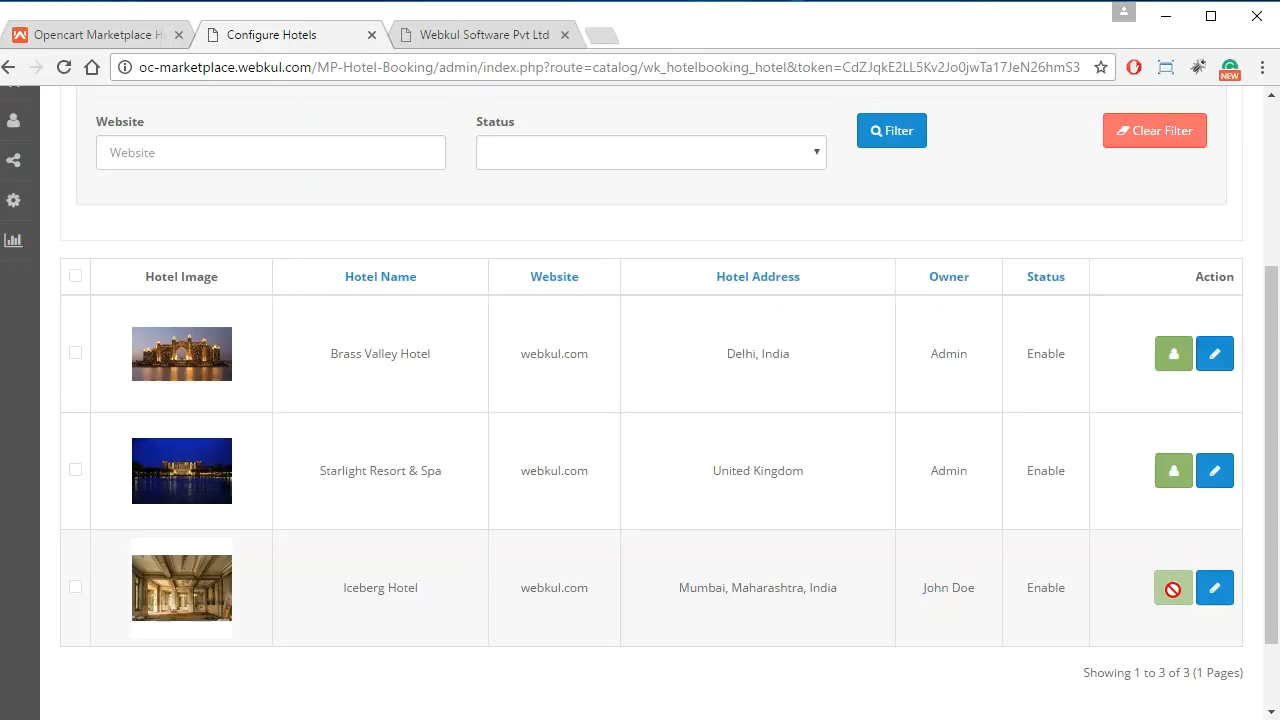 Opencart Marketplace H
Configure Hotels
Webkul Software Pvt Ltd
oc-marketplace.webkul.com/MP-Hotel-Booking/admin/index.php?route=catalog/wk_hotelbooking_hotel&token=CdZJqkE2LL5Kv2Jo0jwTa17JeN26hmS3
NEW
Website
Status
Website
Filter
Clear Filter
Hotel Image Hotel Name Website Hotel Address Owner Status Action
Brass Valley Hotel webkul.com Delhi, India Admin Enable
Starlight Resort & Spa webkul.com United Kingdom Admin Enable
Iceberg Hotel webkul.com Mumbai, Maharashtra, India John Doe Enable
Showing 1 to 3 of 3 (1 Pages)